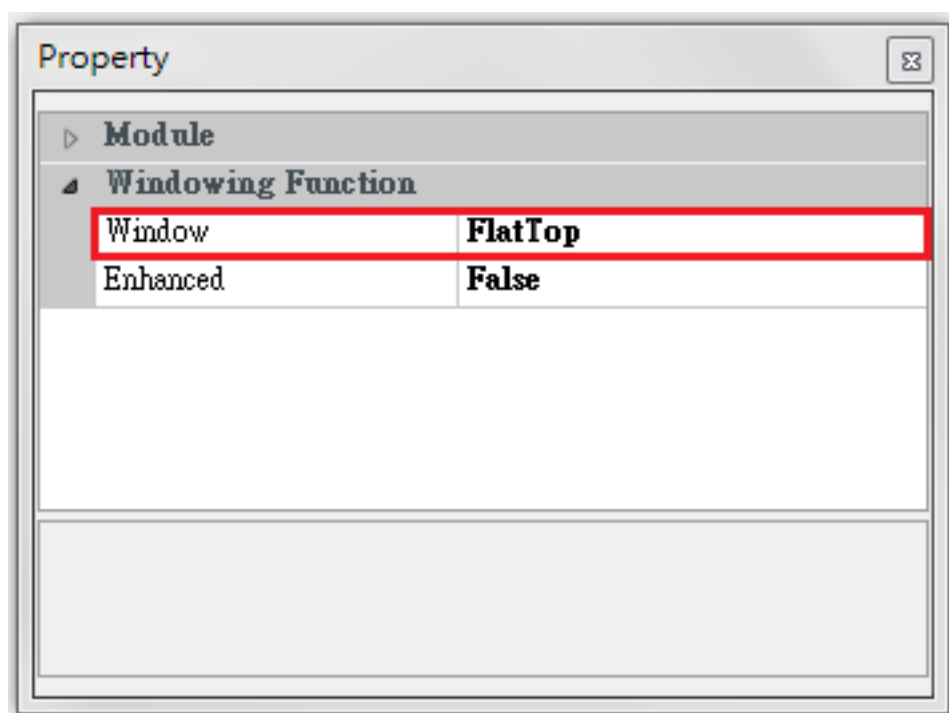 Property
Module
Windowing Function
Window FlatTop
Enhanced False